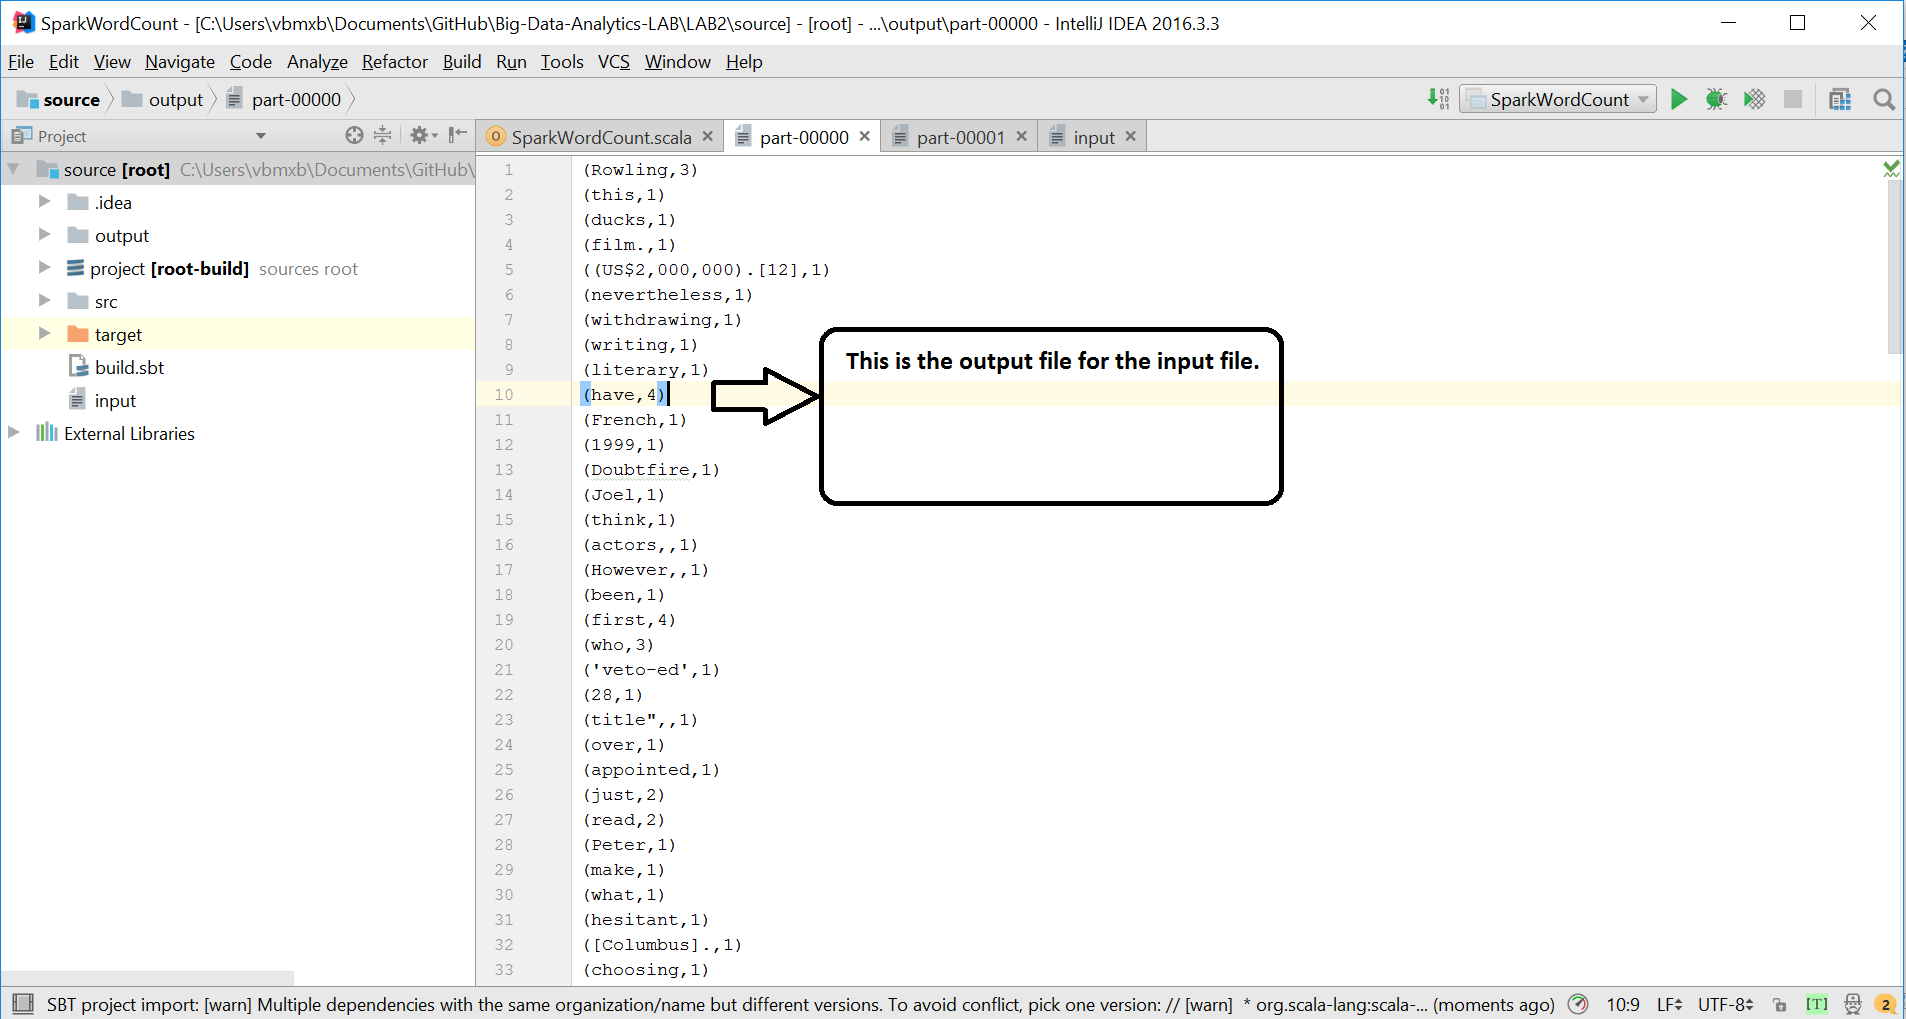 SparkWordCount - [C:\Users\vbmxb\Documents\GitHub\Big-Data-Analytics-LAB\LAB2\source] - [root] - ...\output\part-00000 - IntelliJ IDEA 2016.3.3
File Edit View Navigate Code Analyze Refactor Build Run Tools VCS Window Help
source output part-00000 SparkWordCount
Project
SparkWordCount.scala part-00000 part-00001 input
source [root] C:\Users\vbmxb\Documents\GitHub\
.idea
output
project [root-build] sources root
src
target
build.sbt
input
External Libraries
1 (Rowling,3)
2 (this,1)
3 (ducks,1)
4 (film.,1)
5 ((US$2,000,000).[12],1)
6 (nevertheless,1)
7 (withdrawing,1)
8 (writing,1)
9 (literary,1)
10 (have,4)
11 (French,1)
12 (1999,1)
13 (Doubtfire,1)
14 (Joel,1)
15 (think,1)
16 (actors,,1)
17 (However,,1)
18 (been,1)
19 (first,4)
20 (who,3)
21 ('veto-ed',1)
22 (28,1)
23 (title",,1)
24 (over,1)
25 (appointed,1)
26 (just,2)
27 (read,2)
28 (Peter,1)
29 (make,1)
30 (what,1)
31 (hesitant,1)
32 ([Columbus].,1)
33 (choosing,1)
This is the output file for the input file.
SBT project import: [warn] Multiple dependencies with the same organization/name but different versions. To avoid conflict, pick one version: // [warn] * org.scala-lang:scala-... (moments ago) 10:9 LF UTF-8 [T] 2